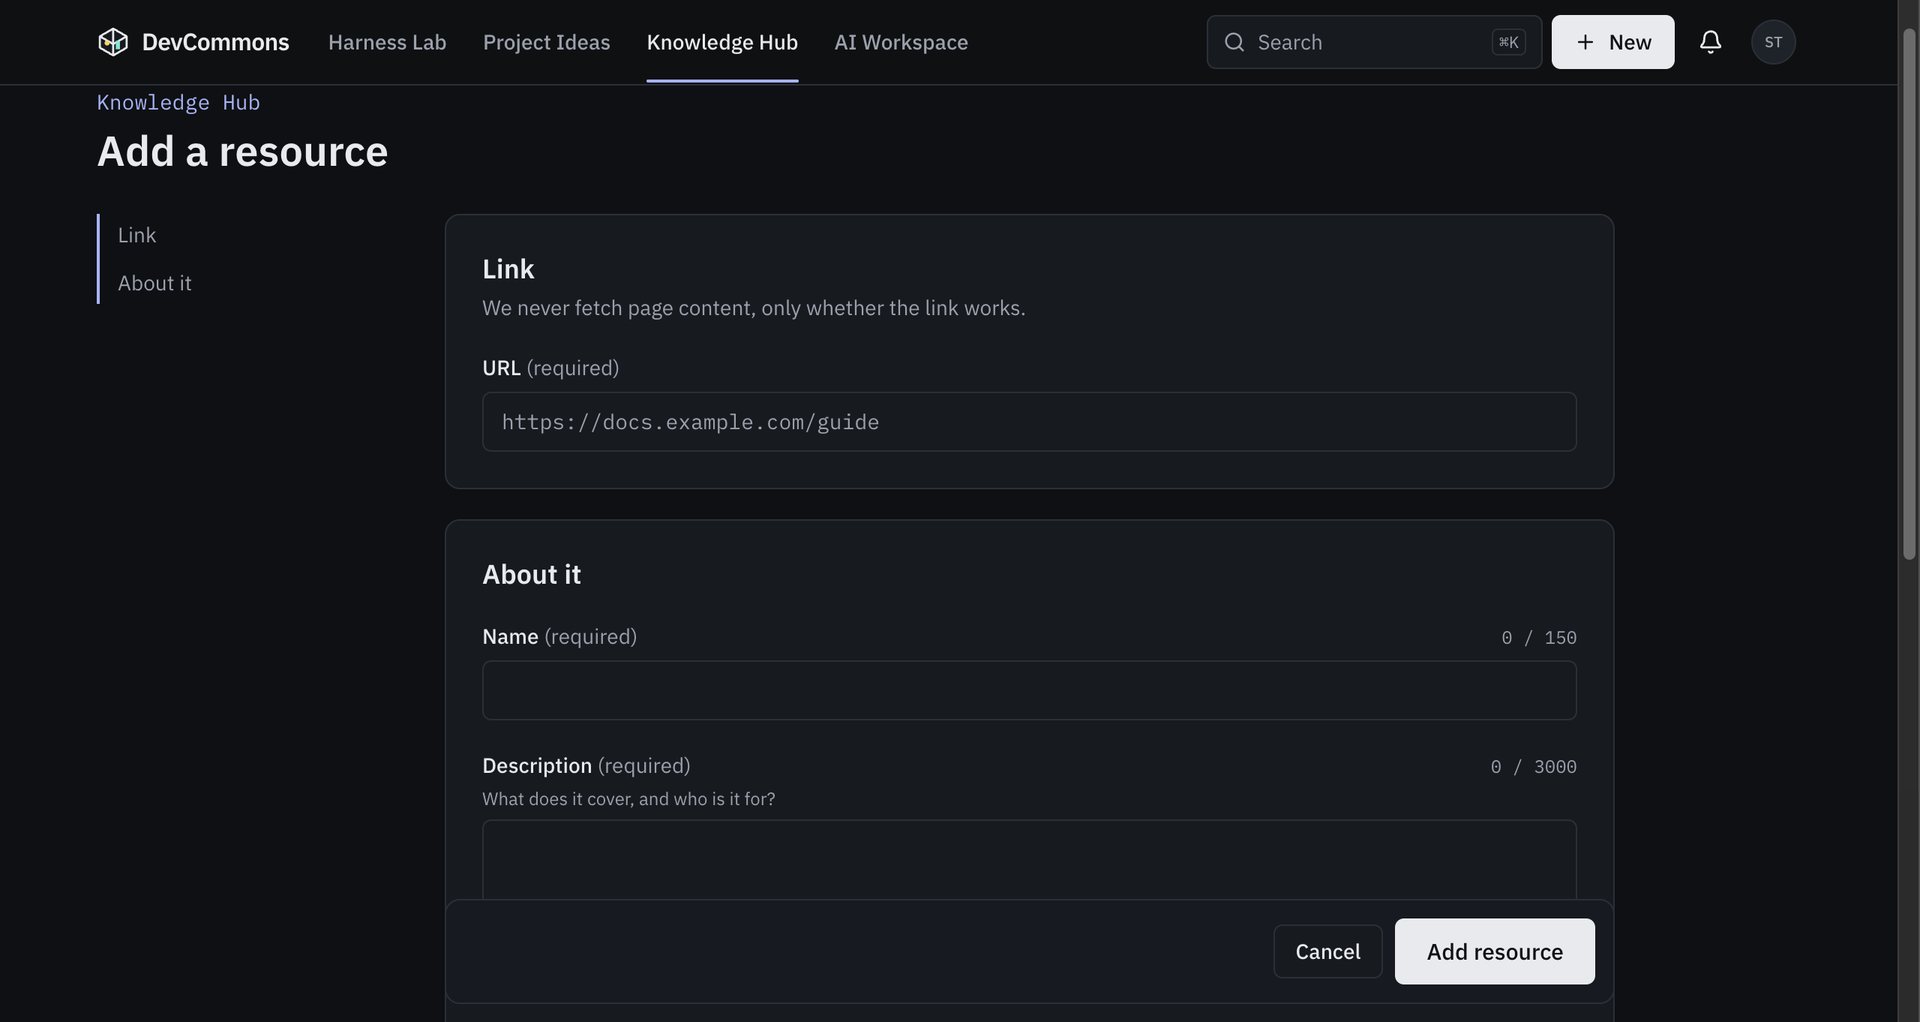 DevCommons Harness Lab Project Ideas Knowledge Hub AI Workspace Search ⌘K + New ST
Knowledge Hub
Add a resource
Link
About it
Link
We never fetch page content, only whether the link works.
URL (required)
https://docs.example.com/guide
About it
Name (required) 0 / 150
Description (required) 0 / 3000
What does it cover, and who is it for?
Cancel Add resource